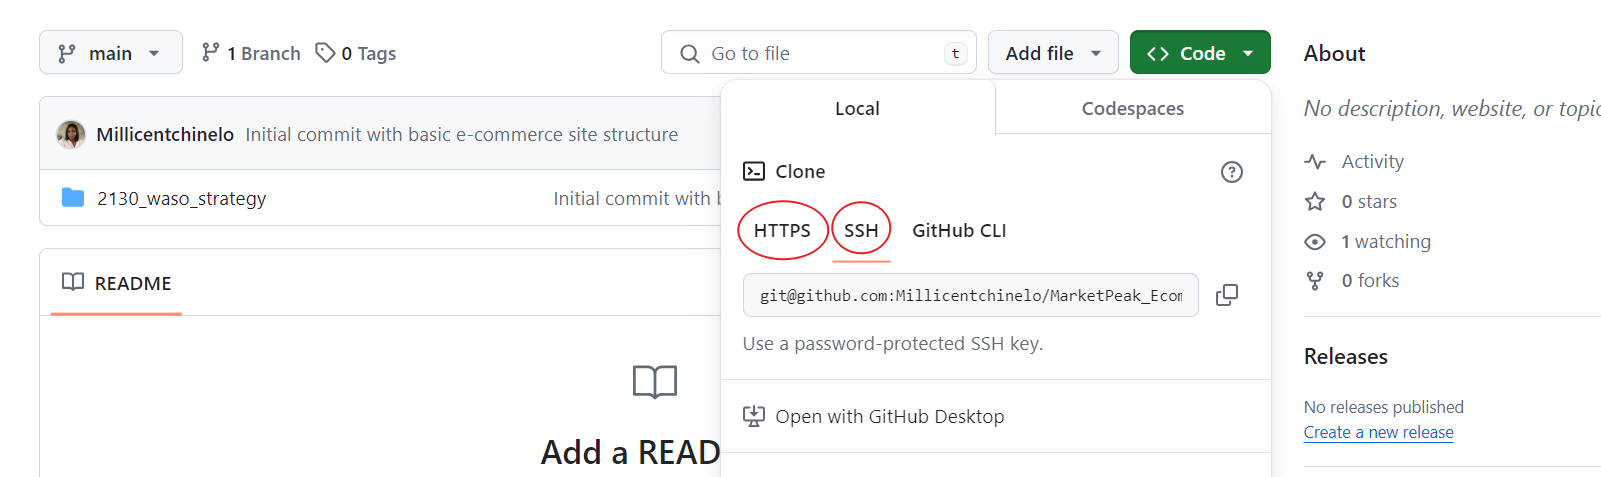 main
1 Branch
0 Tags
Go to file
t
Add file
Code
About
Local
Codespaces
No description, website, or topic
Millicentchinelo Initial commit with basic e-commerce site structure
Activity
Clone
2130_waso_strategy
Initial commit with b
0 stars
HTTPS
SSH
GitHub CLI
1 watching
README
git@github.com:Millicentchinelo/MarketPeak_Ecom
0 forks
Use a password-protected SSH key.
Releases
Open with GitHub Desktop
No releases published
Create a new release
Add a READ